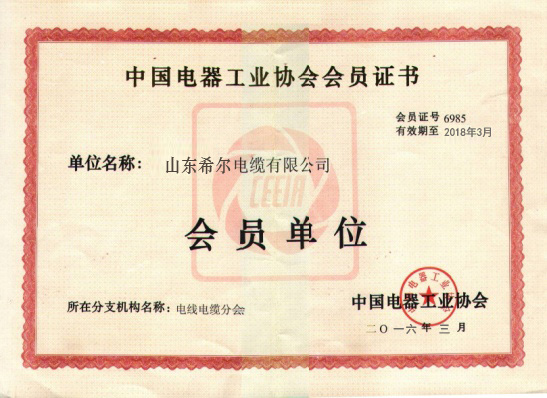 中国电器工业协会会员证书
会员证号 6985
有效期至 2018年3月
单位名称： 山东希尔电缆有限公司
CEEIA
会员单位
所在分支机构名称：电线电缆分会
中国电器工业协会
二〇一六年三月